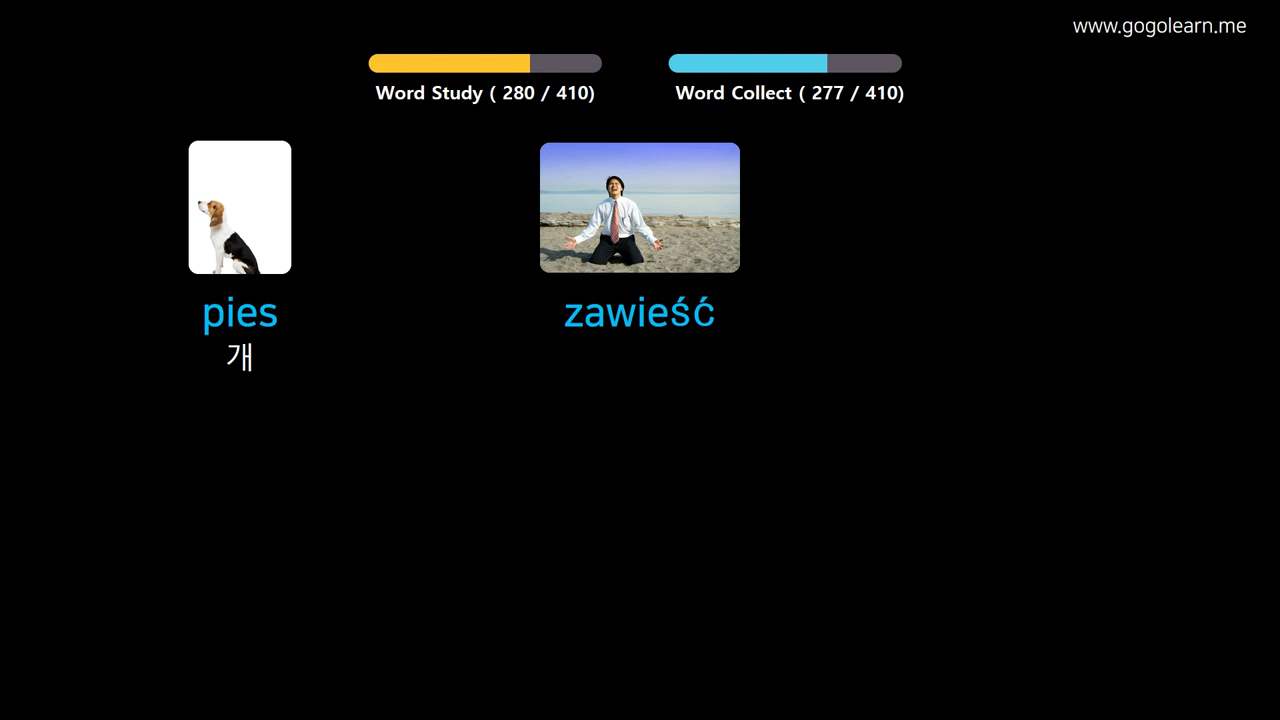 www.gogolearn.me
Word Study ( 280 / 410)
Word Collect ( 277 / 410)
pies
개
zawieść